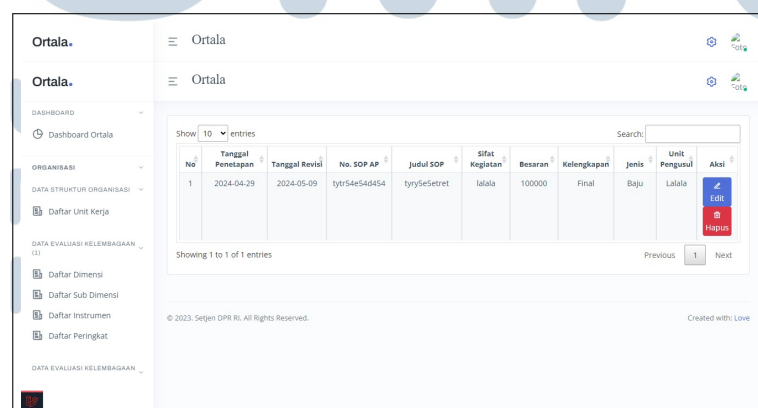 Ortala.
Ortala
Ortala.
Ortala
DASHBOARD
Dashboard Ortala
ORGANISASI
DATA STRUKTUR ORGANISASI
Daftar Unit Kerja
DATA EVALUASI KELEMBAGAAN
(1)
Daftar Dimensi
Daftar Sub Dimensi
Daftar Instrumen
Daftar Peringkat
DATA EVALUASI KELEMBAGAAN
Show 10 entries
Search:
No Tanggal Penetapan Tanggal Revisi No. SOP AP Judul SOP Sifat Kegiatan Besaran Kelengkapan Jenis Unit Pengusul Aksi
1 2024-04-29 2024-05-09 tytr54e54d454 tyry5e5etret lalala 100000 Final Baju Lalala Edit
Hapus
Showing 1 to 1 of 1 entries
Previous 1 Next
© 2023. Setjen DPR RI. All Rights Reserved.
Created with: Love